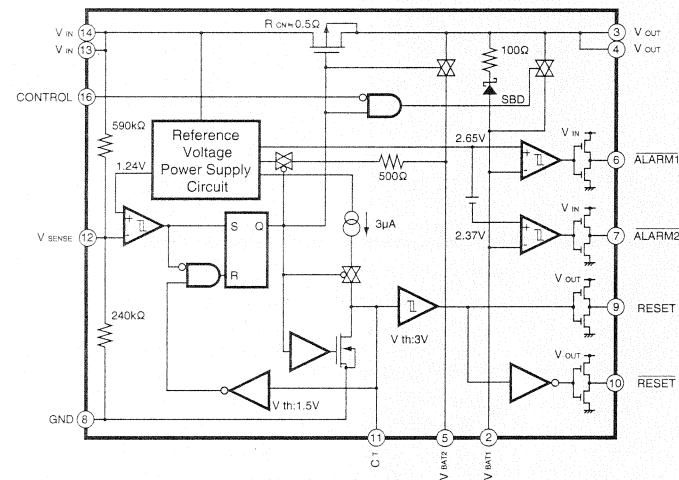 R ON≒0.5Ω
V IN 14
3 V OUT
V IN 13
4 V OUT
100Ω
CONTROL 16
SBD
590kΩ
Reference
Voltage
Power Supply
Circuit
1.24V
2.65V
V IN
6 ALARM1
500Ω
V SENSE 12
S Q
R
3μA
2.37V
V IN
7 ALARM2
V OUT
9 RESET
240kΩ
V th:3V
V OUT
10 RESET
V th:1.5V
GND 8
11
5
2
C T
V BAT2
V BAT1